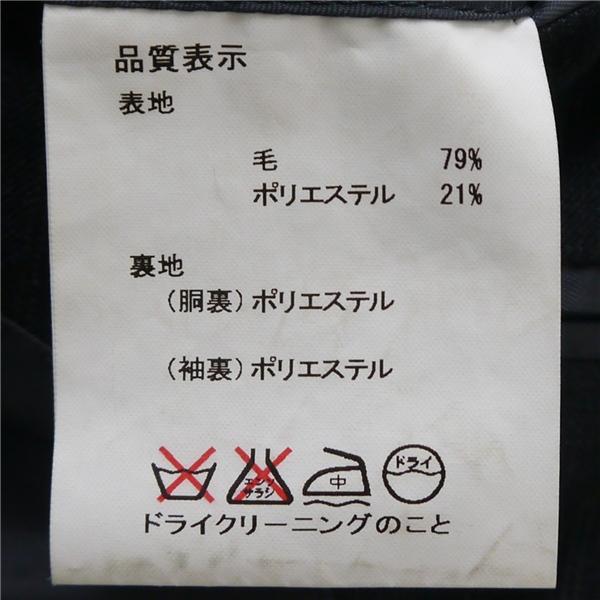 品質表示
表地
毛 79%
ポリエステル 21%
裏地
(胴裏)ポリエステル
(袖裏)ポリエステル
エンソ サラシ 中 ドライ
ドライクリーニングのこと